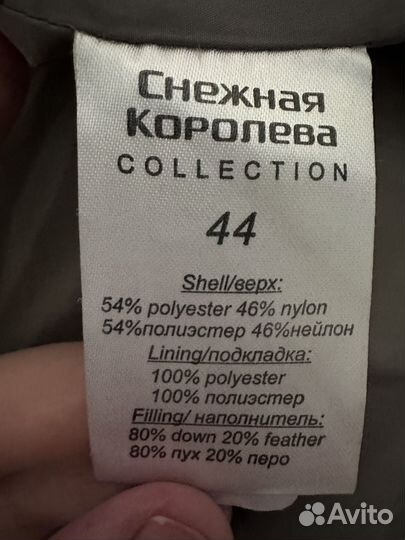 Снежная
Королева
COLLECTION
44
Shell/верх:
54% polyester 46% nylon
54%полиэстер 46%нейлон
Lining/подкладка:
100% polyester
100% полиэстер
Filling/ наполнитель:
80% down 20% feather
80% пух 20% перо
Avito